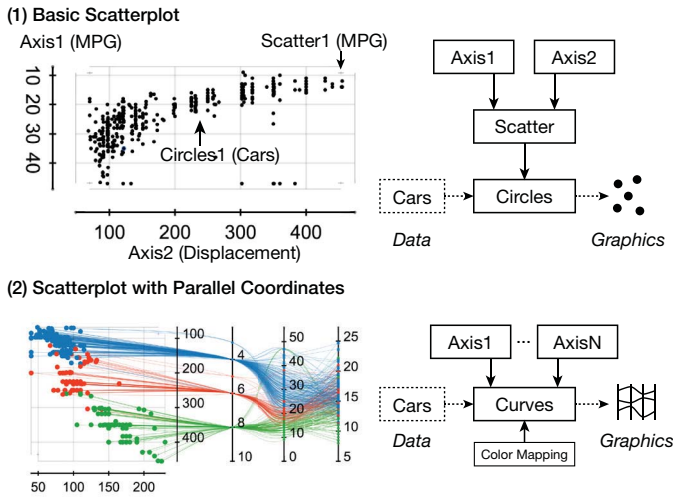 (1) Basic Scatterplot
Axis1 (MPG)
Scatter1 (MPG)
10
20
30
40
Circles1 (Cars)
100 200 300 400
Axis2 (Displacement)
Axis1
Axis2
Scatter
Cars
Circles
Data
Graphics
(2) Scatterplot with Parallel Coordinates
100
200
300
400
4
6
8
10
50
40
30
20
10
0
25
20
15
10
5
50 100 150 200
Axis1
...
AxisN
Cars
Curves
Data
Graphics
Color Mapping